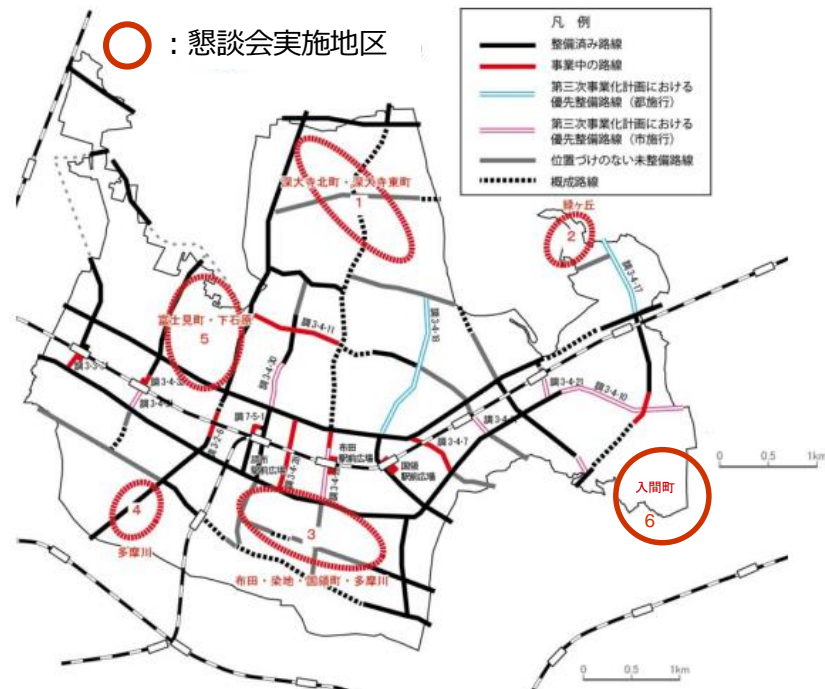 ：懇談会実施地区
凡 例
整備済み路線
事業中の路線
第三次事業化計画における
優先整備路線（都施行）
第三次事業化計画における
優先整備路線（市施行）
位置づけのない未整備路線
概成路線
深大寺北町・深大寺東町
1
緑ヶ丘
2
調3-4-17
富士見町・下石原
5
調3-4-11
調3-4-18
調3-4-20
調3-4-21
調3-4-10
調7-5-1
調3-4-7
調3-2-6
布田
駅前広場
国領
駅前広場
駅前広場
4
多摩川
3
布田・染地・国領町・多摩川
入間町
6
0 0.5 1km
0 0.5 1km